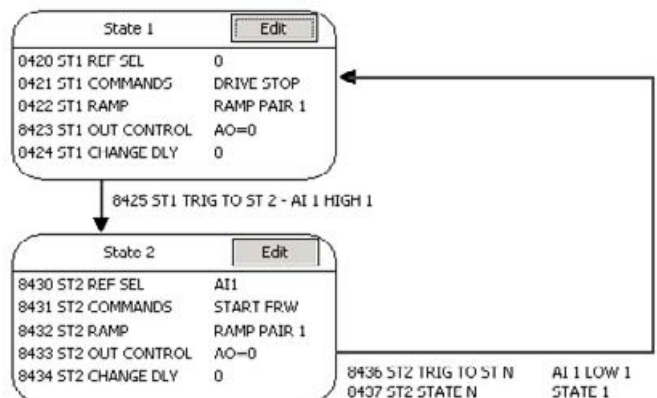 State 1 Edit
0420 ST1 REF SEL 0
0421 ST1 COMMANDS DRIVE STOP
0422 ST1 RAMP RAMP PAIR 1
8423 ST1 OUT CONTROL AO=0
0424 ST1 CHANGE DLY 0
8425 ST1 TRIG TO ST 2 - AI 1 HIGH 1
State 2 Edit
8430 ST2 REF SEL AI1
8431 ST2 COMMANDS START FRW
8432 ST2 RAMP RAMP PAIR 1
8433 ST2 OUT CONTROL AO=0
8434 ST2 CHANGE DLY 0
8436 ST2 TRIG TO ST N AI 1 LOW 1
0437 ST2 STATE N STATE 1